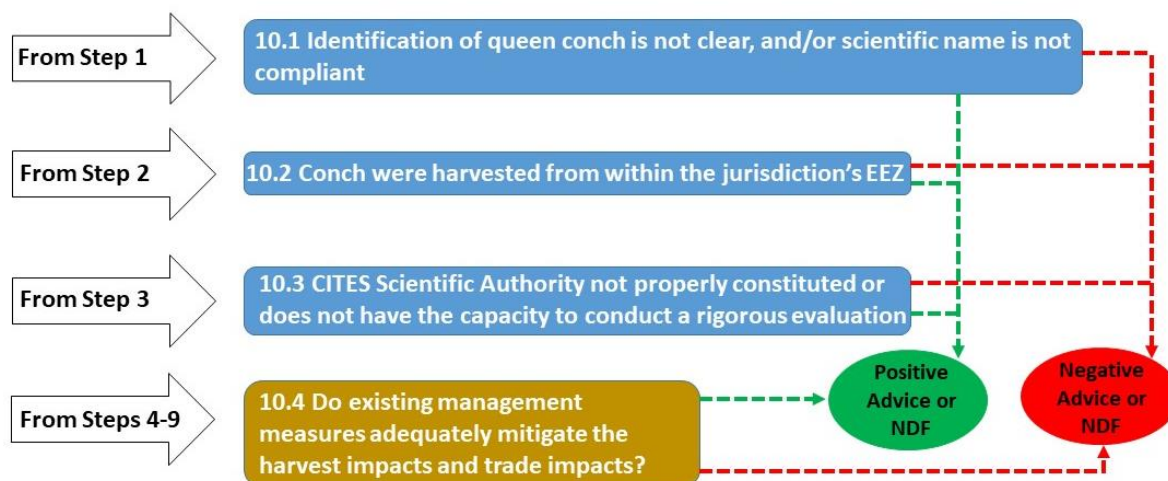 From Step 1
10.1 Identification of queen conch is not clear, and/or scientific name is not
compliant
From Step 2
10.2 Conch were harvested from within the jurisdiction's EEZ
From Step 3
10.3 CITES Scientific Authority not properly constituted or
does not have the capacity to conduct a rigorous evaluation
From Steps 4-9
10.4 Do existing management
measures adequately mitigate the
harvest impacts and trade impacts?
Positive
Advice or
NDF
Negative
Advice or
NDF